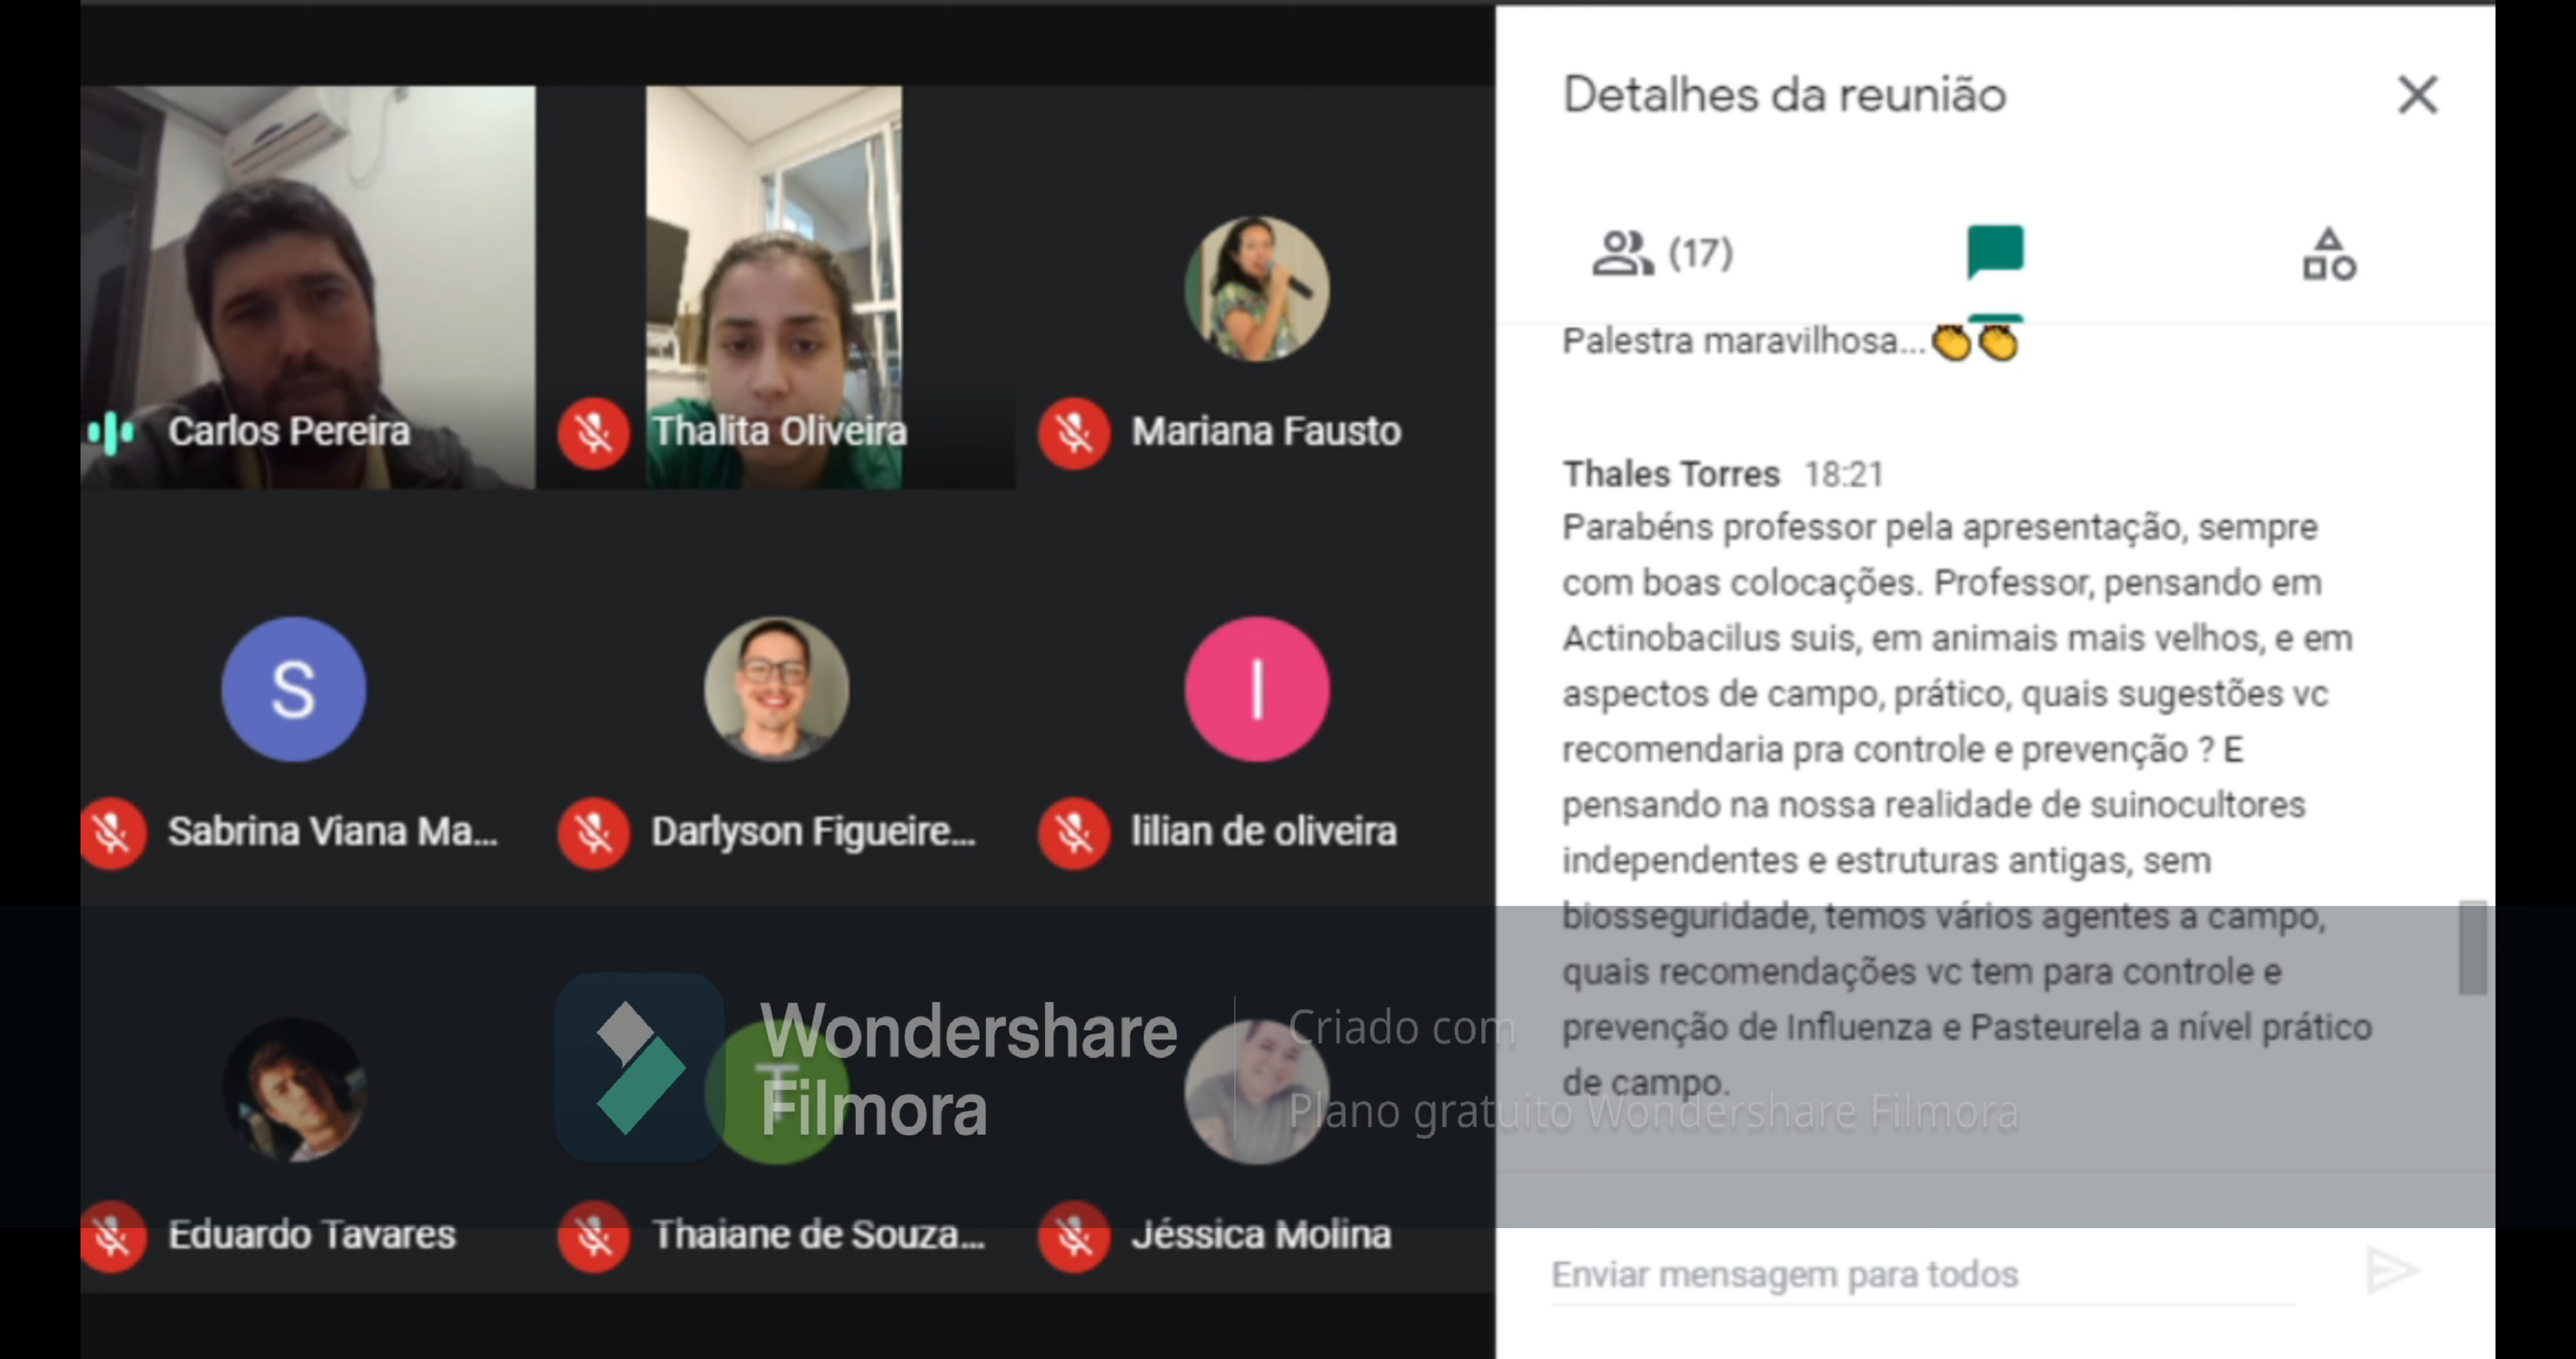 Carlos Pereira
Thalita Oliveira
Mariana Fausto
S
Sabrina Viana Ma...
Darlyson Figueire...
I
lilian de oliveira
Eduardo Tavares
T
Thaiane de Souza...
Jéssica Molina
Wondershare
Filmora
Criado com
Plano gratuito Wondershare Filmora
Detalhes da reunião
(17)
Palestra maravilhosa...👏👏
Thales Torres 18:21
Parabéns professor pela apresentação, sempre
com boas colocações. Professor, pensando em
Actinobacilus suis, em animais mais velhos, e em
aspectos de campo, prático, quais sugestões vc
recomendaria pra controle e prevenção ? E
pensando na nossa realidade de suinocultores
independentes e estruturas antigas, sem
biosseguridade, temos vários agentes a campo,
quais recomendações vc tem para controle e
prevenção de Influenza e Pasteurela a nível prático
de campo.
Enviar mensagem para todos